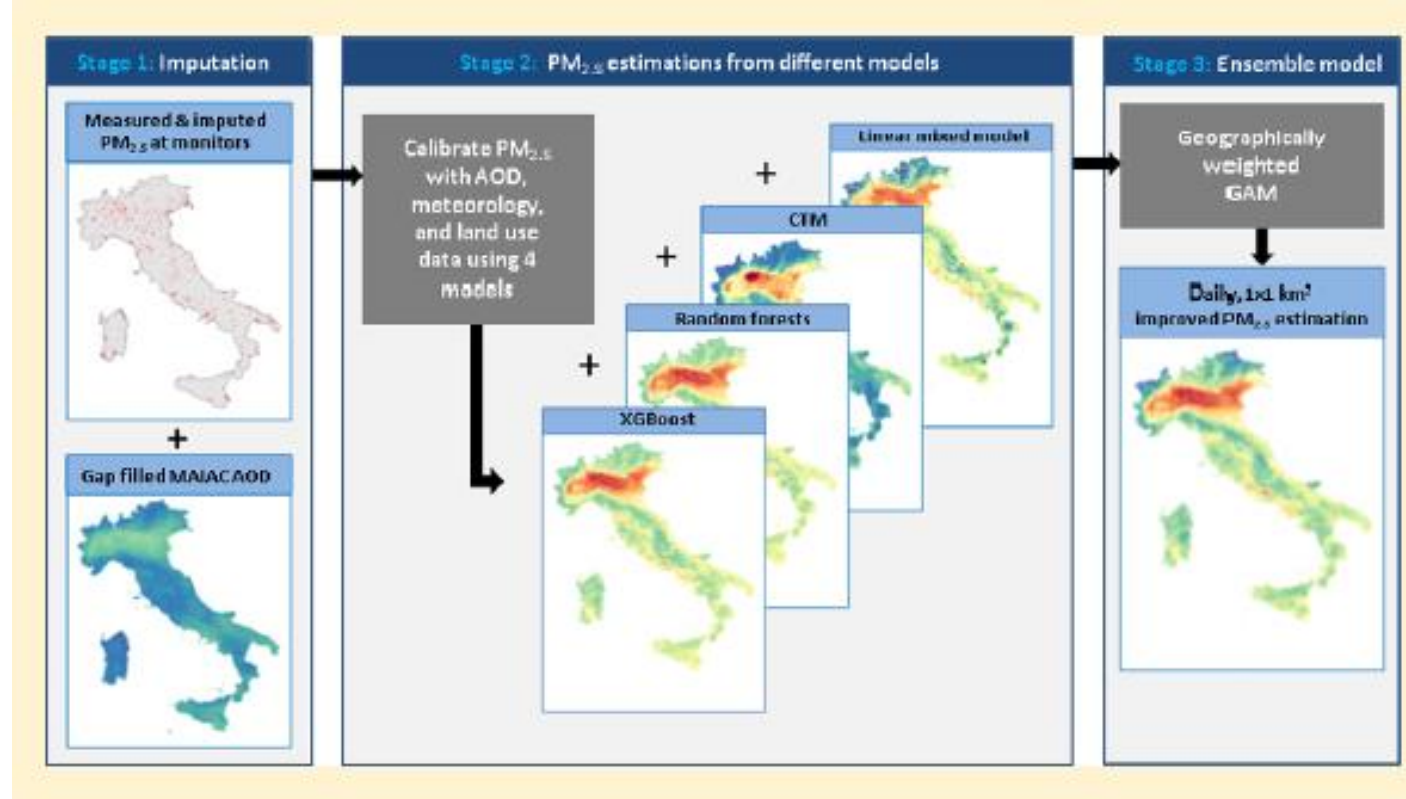 Stage 1: Imputation
Measured & imputed
PM2.5 at monitors
+
Gap filled MAIAC AOD
Stage 2: PM2.5 estimations from different models
Calibrate PM2.5
with AOD,
meteorology,
and land use
data using 4
models
+
Linear mixed model
+
CTM
+
Random forests
XGBoost
Stage 3: Ensemble model
Geographically
weighted
GAM
Daily, 1x1 km²
improved PM2.5 estimation